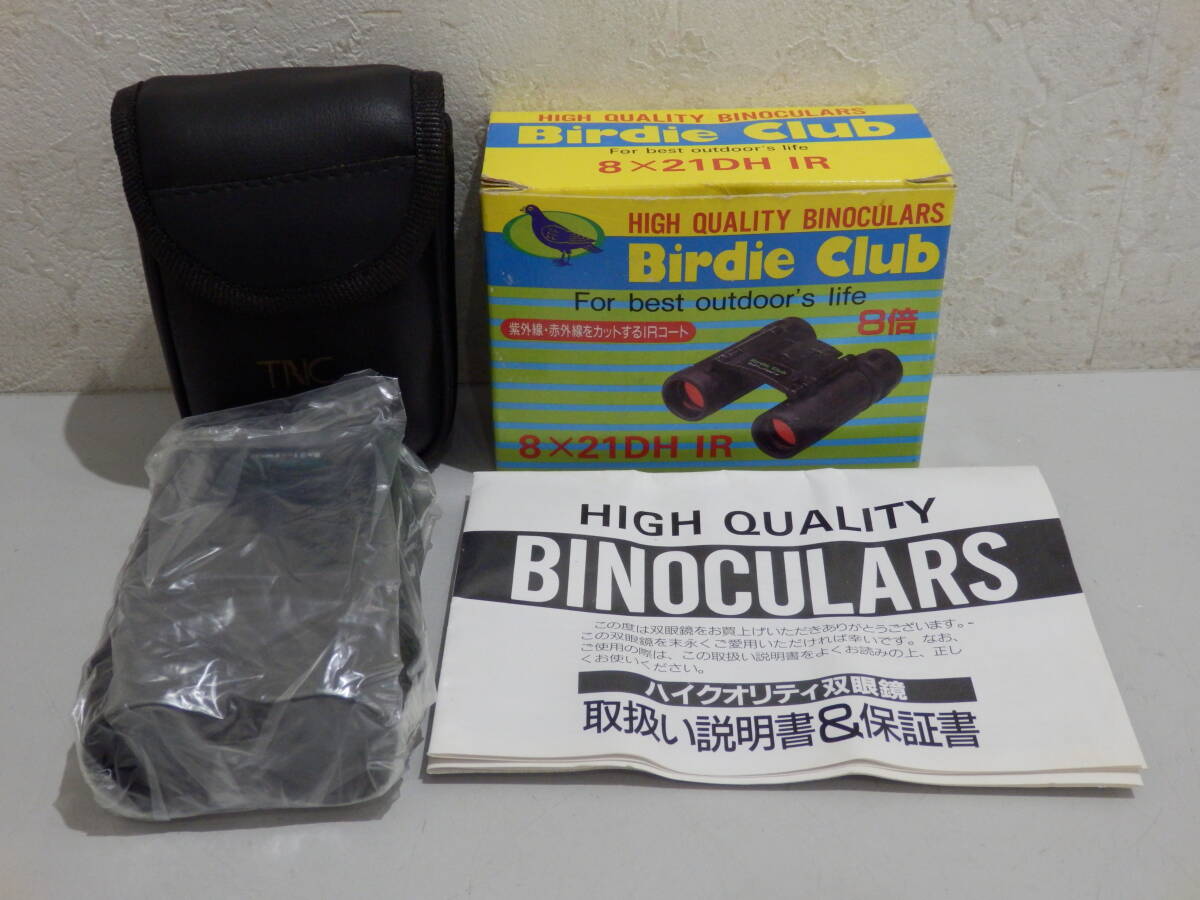 TNC
HIGH QUALITY BINOCULARS
Birdie Club
For best outdoor's life
8×21DH IR
HIGH QUALITY BINOCULARS
Birdie Club
For best outdoor's life
紫外線・赤外線をカットするIRコート
8倍
8×21DH IR
HIGH QUALITY
BINOCULARS
この度は双眼鏡をお買上げいただきありがとうございます。
この双眼鏡を末永くご愛用いただければ幸いです。なお、
ご使用の際は、この取扱い説明書をよくお読みの上、正し
くお使いください。
ハイクオリティ双眼鏡
取扱い説明書&保証書